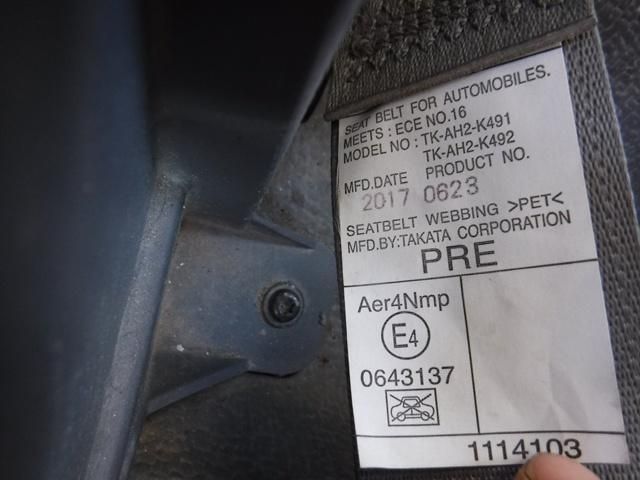 SEAT BELT FOR AUTOMOBILES.
MEETS : ECE NO.16
MODEL NO : TK-AH2-K491
TK-AH2-K492
MFD.DATE PRODUCT NO.
2017 0623
SEATBELT WEBBING >PET<
MFD.BY:TAKATA CORPORATION
PRE
Aer4Nmp
E4
0643137
1114103